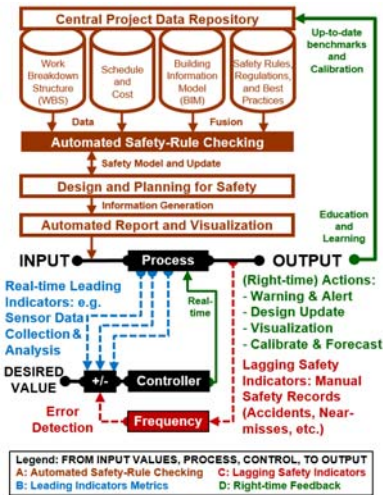 Central Project Data Repository
Up-to-date
benchmarks
and
Calibration
Work
Breakdown
Structure
(WBS)
Schedule
and
Cost
Building
Information
Model
(BIM)
Safety Rules,
Regulations,
and Best
Practices
Data
Fusion
Automated Safety-Rule Checking
Safety Model and Update
Design and Planning for Safety
Information Generation
Automated Report and Visualization
Education
and
Learning
INPUT
Process
OUTPUT
Real-time Leading
Indicators: e.g.
Sensor Data
Collection &
Analysis
Real-
time
(Right-time) Actions:
- Warning & Alert
- Design Update
- Visualization
- Calibrate & Forecast
DESIRED
VALUE
+/-
Controller
Lagging Safety
Indicators: Manual
Safety Records
(Accidents, Near-
misses, etc.)
Error
Detection
Frequency
Legend: FROM INPUT VALUES, PROCESS, CONTROL, TO OUTPUT
A: Automated Safety-Rule Checking C: Lagging Safety Indicators
B: Leading Indicators Metrics D: Right-time Feedback